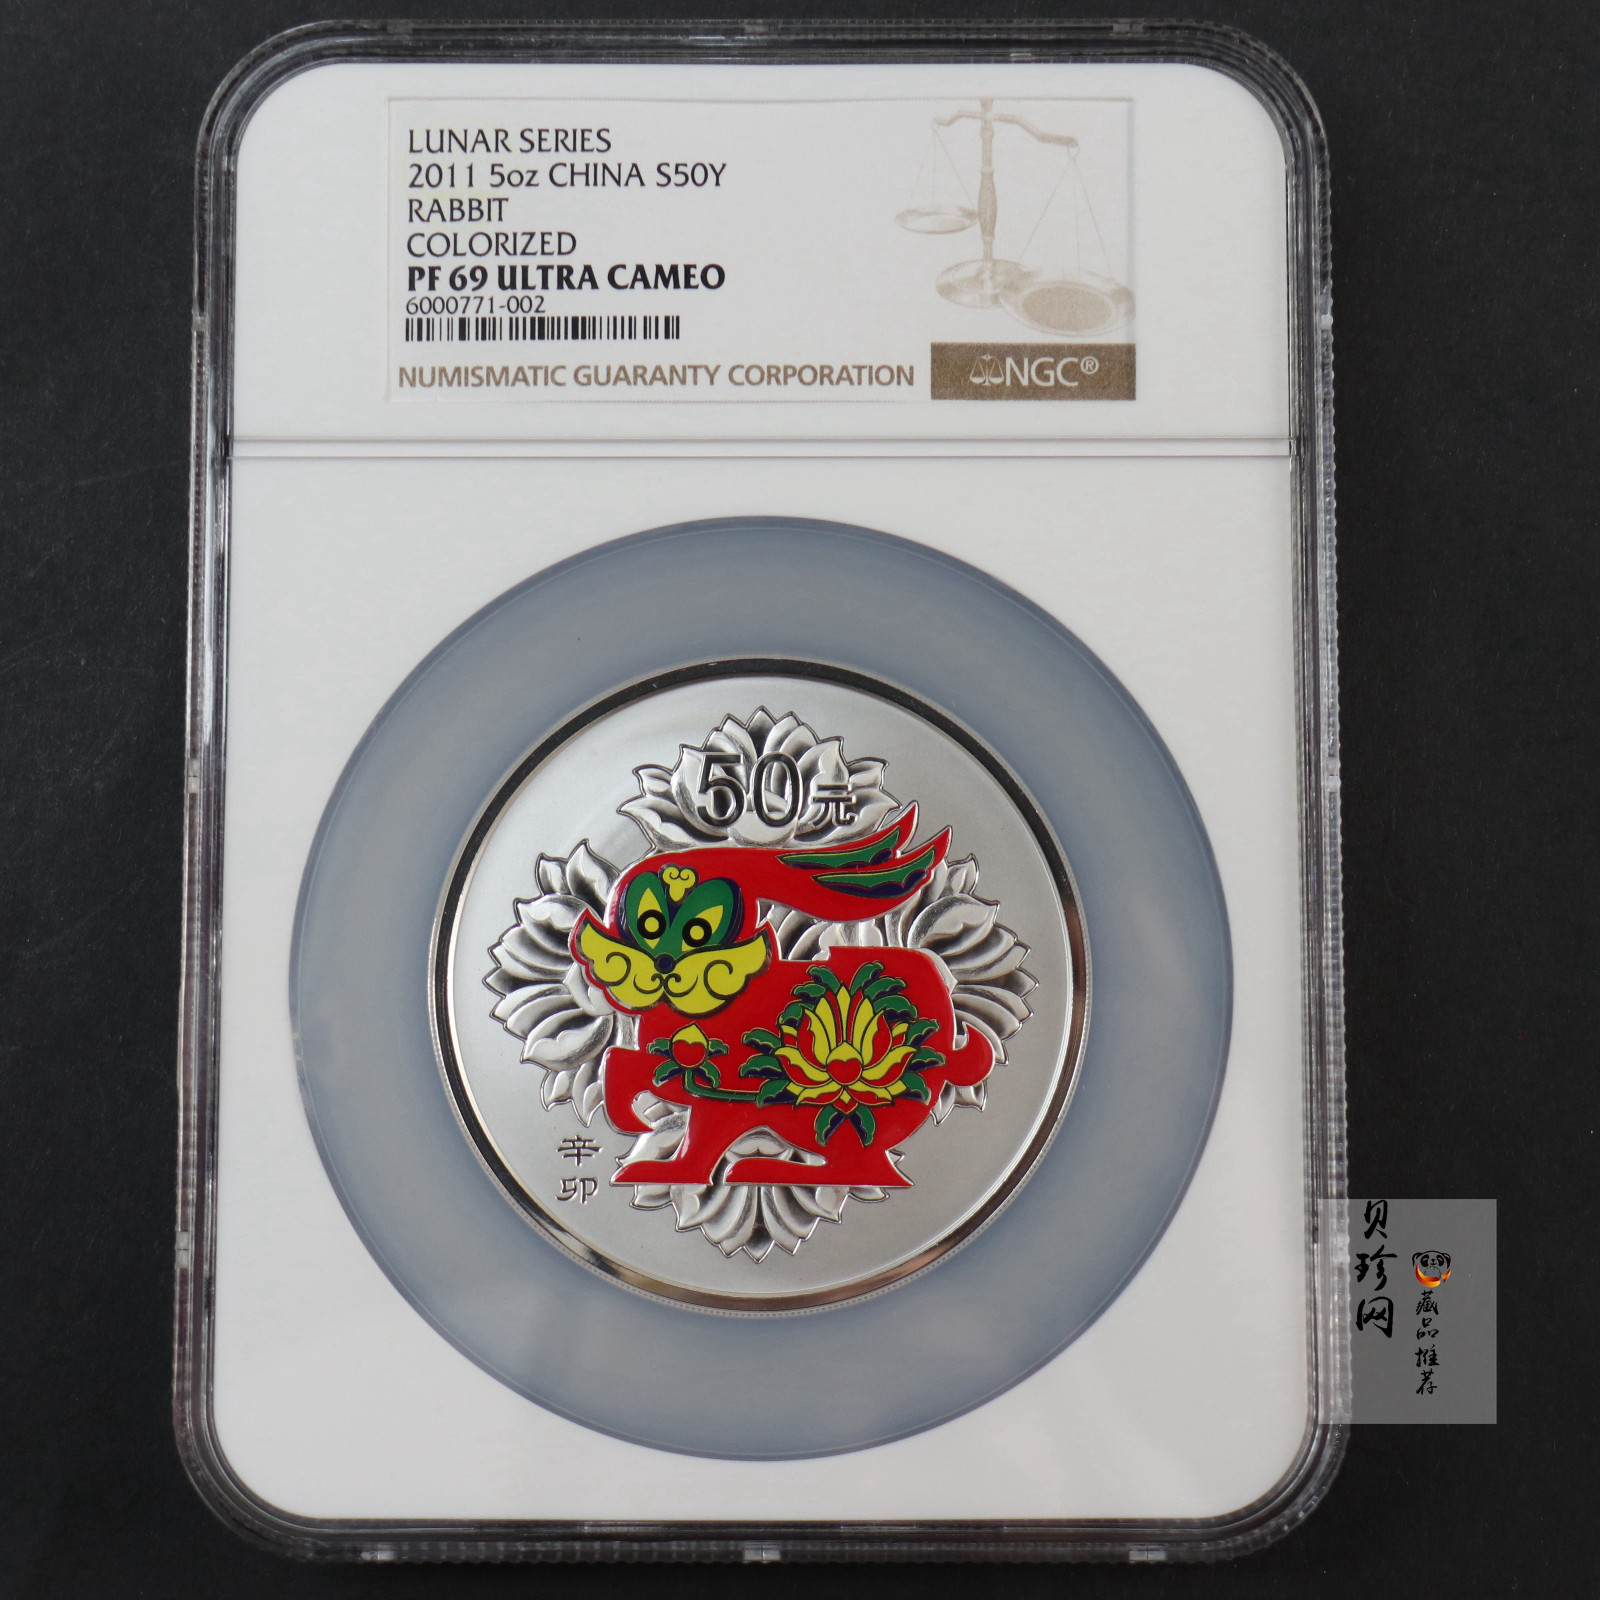 LUNAR SERIES
2011 5oz CHINA S50Y
RABBIT
COLORIZED
PF 69 ULTRA CAMEO
6000771-002
NUMISMATIC GUARANTY CORPORATION
NGC®
50元
辛卯
贝珍网
藏品推荐